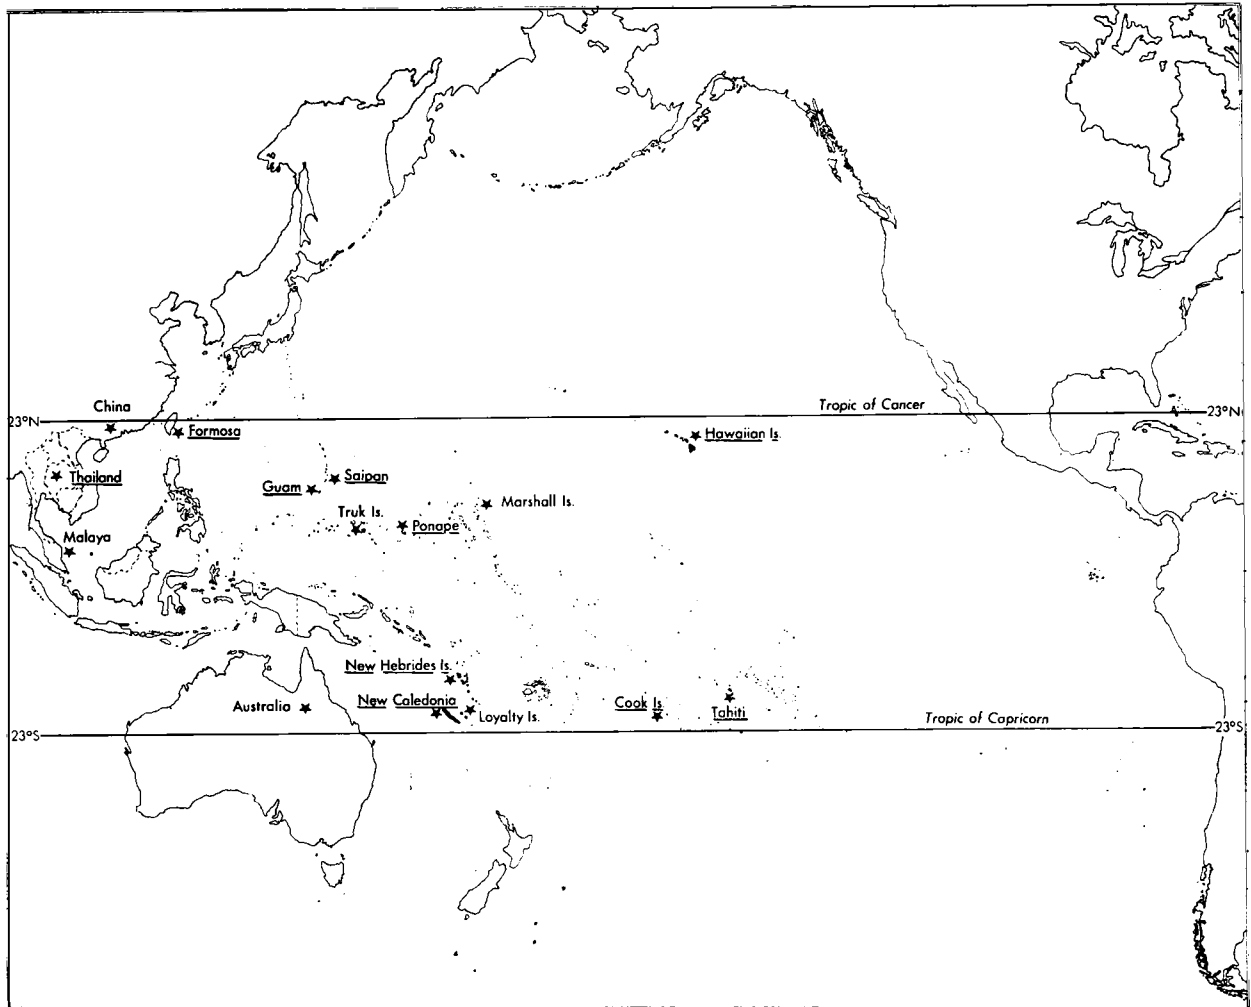 China
23°N
Tropic of Cancer
23°N
Formosa
Hawaiian Is.
Thailand
Saipan
Guam
Marshall Is.
Truk Is.
Ponape
Malaya
New Hebrides Is.
New Caledonia
Cook Is
Australia
Loyalty Is.
Tahiti
Tropic of Capricorn
23°S
23°S